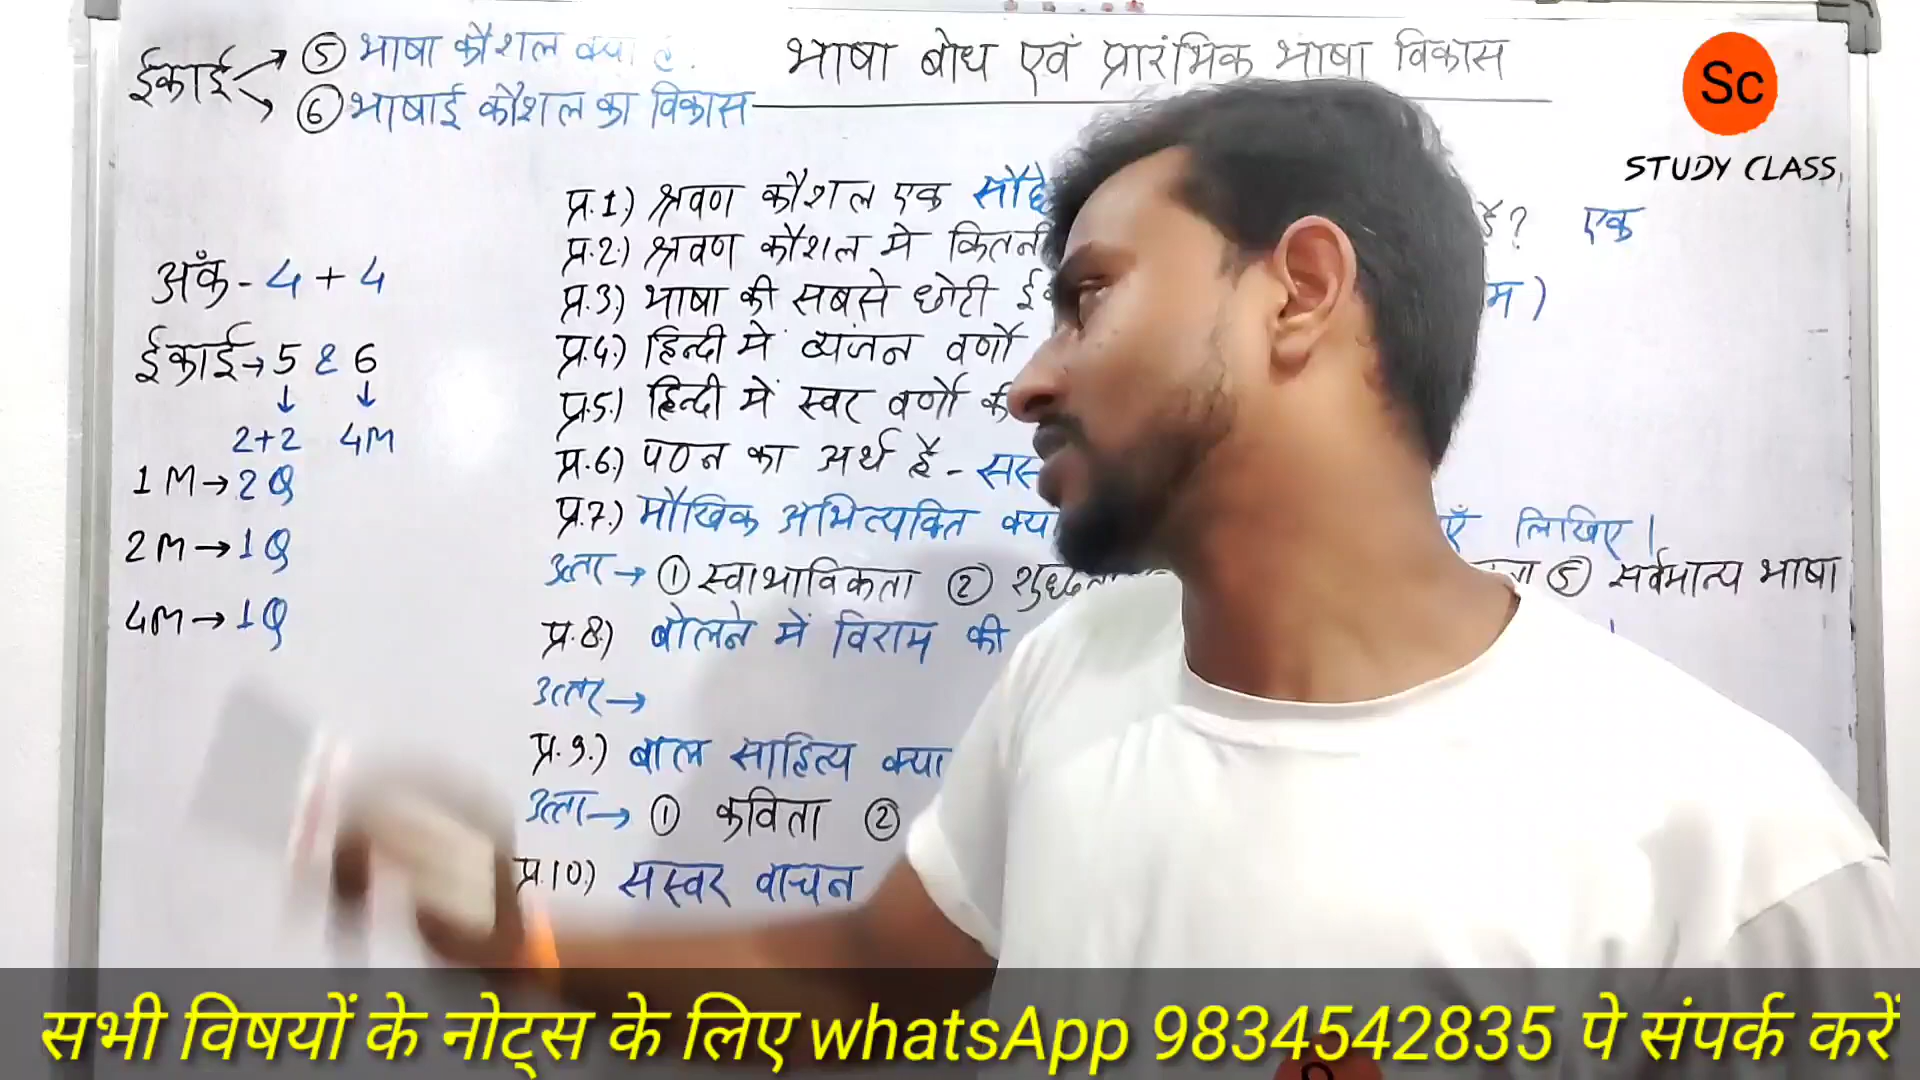 ईकाई ⑤ भाषा कौशल क्या है.
⑥ भाषाई कौशल का विकास
भाषा बोध एवं प्रारंभिक भाषा विकास
Sc
STUDY CLASS
अंक - 4 + 4
ईकाई → 5 & 6
↓ ↓
2+2 4M
1M → 2Q
2M → 1Q
4M → 1Q
प्र.1) श्रवण कौशल एक है? एक
प्र.2) श्रवण कौशल मे
प्र.3) भाषा की सबसे छोटी
प्र.4) हिन्दी में व्यंजन वर्णो
प्र.5) हिन्दी में स्वर वर्णो की
प्र.6) पठन का अर्थ है -
प्र.7) मौखिक अभिव्यक्ति लिखिए।
उत्तर → ① स्वाभाविकता ② ⑤ सर्वमान्य भाषा
प्र.8) बोलने में विराम की
उत्तर →
प्र.9.) बाल साहित्य क्या
उत्तर → ① कविता ②
प्र.10.) सस्वर वाचन
सभी विषयों के नोट्स के लिए whatsApp 9834542835 पे संपर्क करें